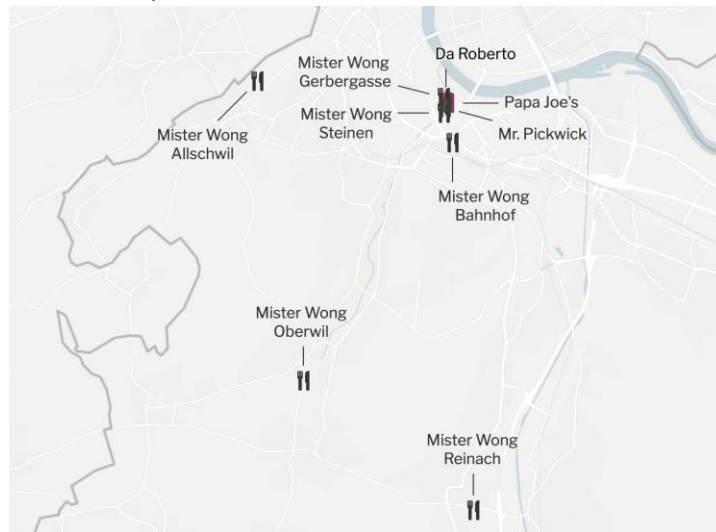 Da Roberto
Mister Wong
Gerbergasse
Papa Joe's
Mister Wong
Steinen
Mr. Pickwick
Mister Wong
Allschwil
Mister Wong
Bahnhof
Mister Wong
Oberwil
Mister Wong
Reinach